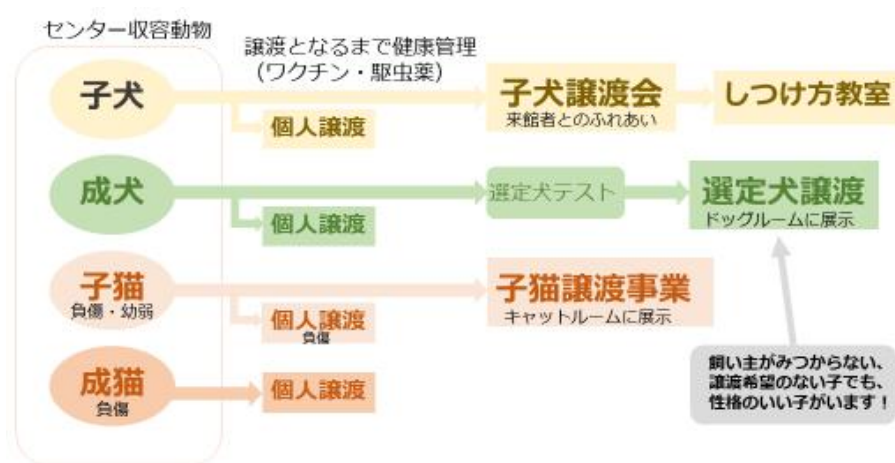 センター収容動物
譲渡となるまで健康管理
(ワクチン・駆虫薬)
子犬
個人譲渡
子犬譲渡会
来館者とのふれあい
しつけ方教室
成犬
個人譲渡
選定犬テスト
選定犬譲渡
ドッグルームに展示
子猫
負傷・幼弱
個人譲渡
負傷
子猫譲渡事業
キャットルームに展示
成猫
負傷
個人譲渡
飼い主がみつからない、
譲渡希望のない子でも、
性格のいい子がいます!